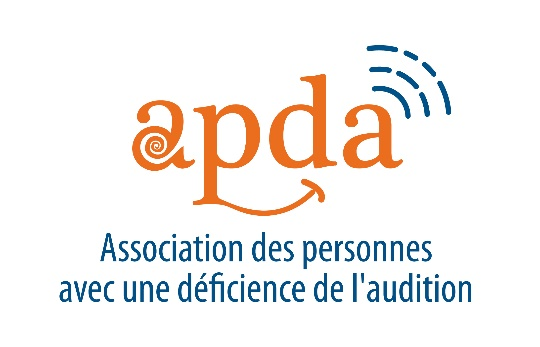 apda
Association des personnes
avec une déficience de l'audition